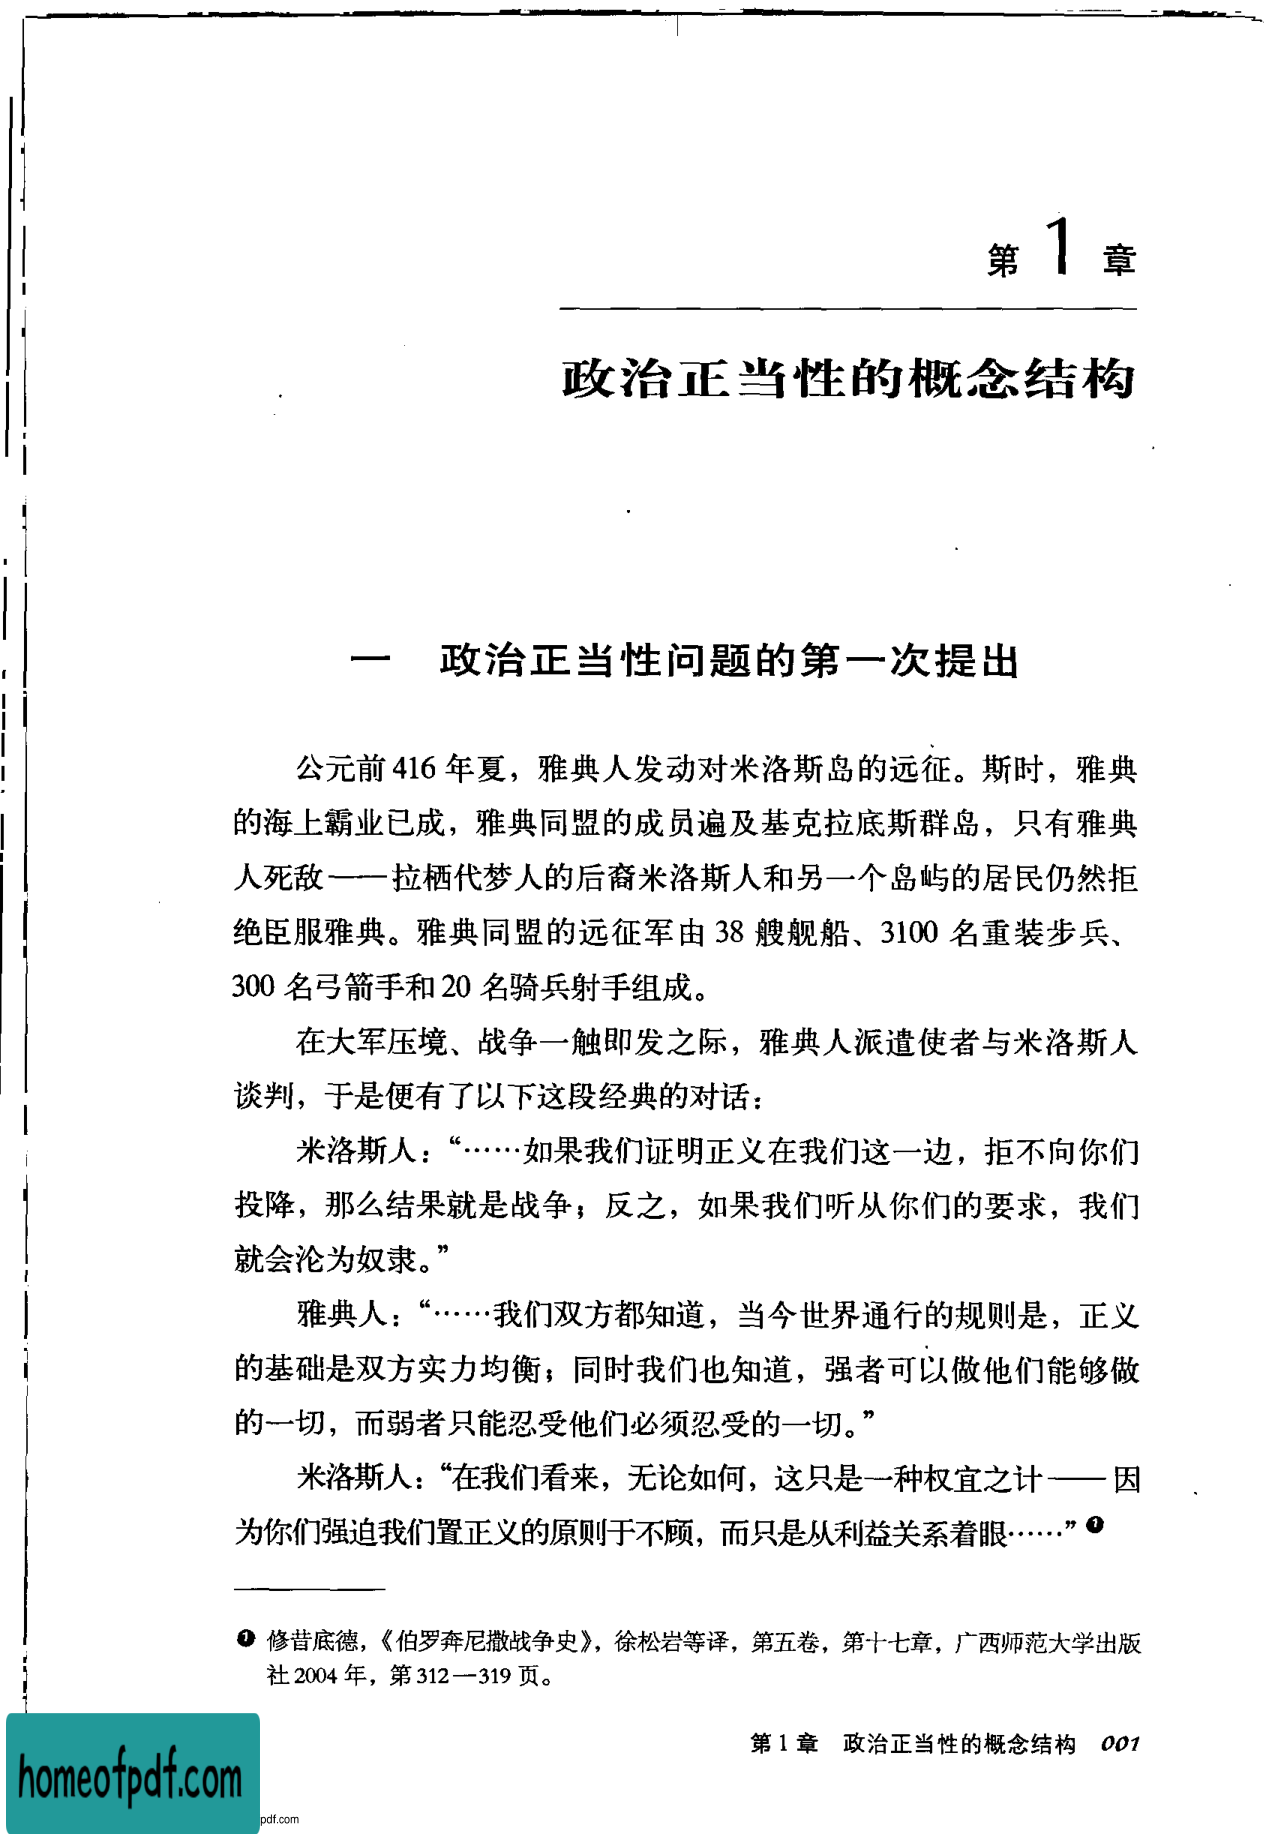 第 1 章
政治正当性的概念结构
一 政治正当性问题的第一次提出
公元前416年夏，雅典人发动对米洛斯岛的远征。斯时，雅典
的海上霸业已成，雅典同盟的成员遍及基克拉底斯群岛，只有雅典
人死敌——拉栖代梦人的后裔米洛斯人和另一个岛屿的居民仍然拒
绝臣服雅典。雅典同盟的远征军由 38 艘舰船、3100 名重装步兵、
300 名弓箭手和 20 名骑兵射手组成。
在大军压境、战争一触即发之际，雅典人派遣使者与米洛斯人
谈判，于是便有了以下这段经典的对话：
米洛斯人：“……如果我们证明正义在我们这一边，拒不向你们
投降，那么结果就是战争；反之，如果我们听从你们的要求，我们
就会沦为奴隶。”
雅典人：“……我们双方都知道，当今世界通行的规则是，正义
的基础是双方实力均衡；同时我们也知道，强者可以做他们能够做
的一切，而弱者只能忍受他们必须忍受的一切。”
米洛斯人：“在我们看来，无论如何，这只是一种权宜之计——因
为你们强迫我们置正义的原则于不顾，而只是从利益关系着眼……”❶
❶ 修昔底德，《伯罗奔尼撒战争史》，徐松岩等译，第五卷，第十七章，广西师范大学出版
社2004年，第312—319页。
第 1 章 政治正当性的概念结构 001
homeofpdf.com
pdf.com